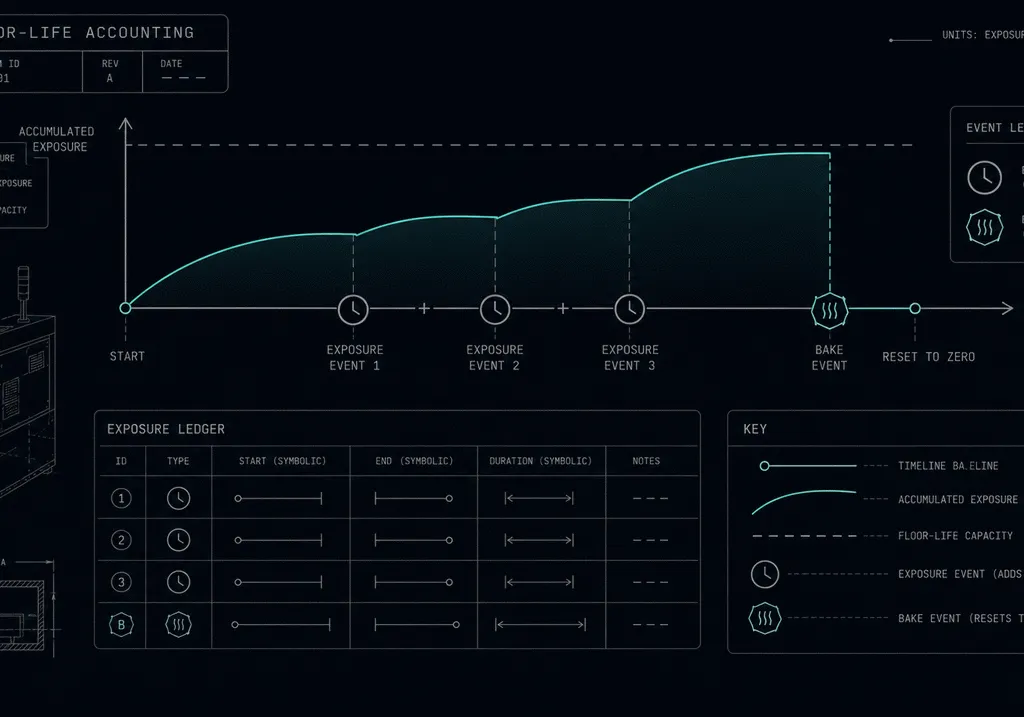 OR-LIFE ACCOUNTING
M ID
01
REV
A
DATE
UNITS: EXPOSUR
ACCUMULATED
EXPOSURE
URE
XPOSURE
PACITY
EVENT LE
START
EXPOSURE
EVENT 1
EXPOSURE
EVENT 2
EXPOSURE
EVENT 3
BAKE
EVENT
RESET TO ZERO
EXPOSURE LEDGER
ID TYPE START (SYMBOLIC) END (SYMBOLIC) DURATION (SYMBOLIC) NOTES
1
2
3
B
A
KEY
TIMELINE BA.ELINE
ACCUMULATED EXPOSURE
FLOOR-LIFE CAPACITY
EXPOSURE EVENT (ADDS
BAKE EVENT (RESETS T